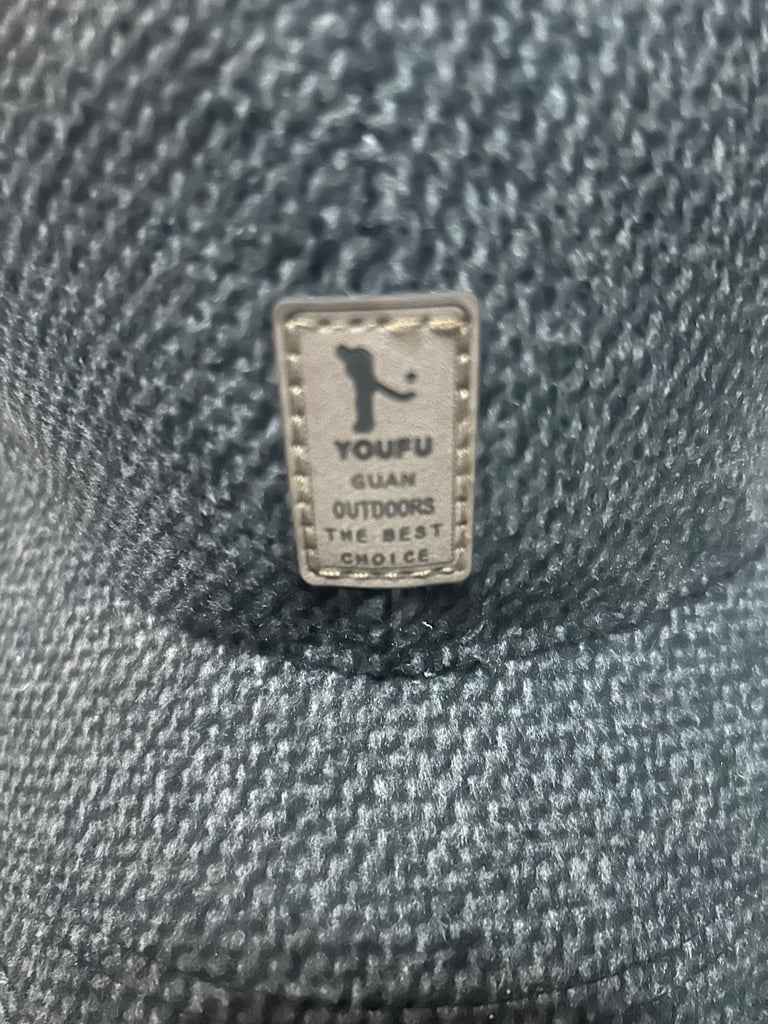 YOUFU
GUAN
OUTDOORS
THE BEST
CHOICE